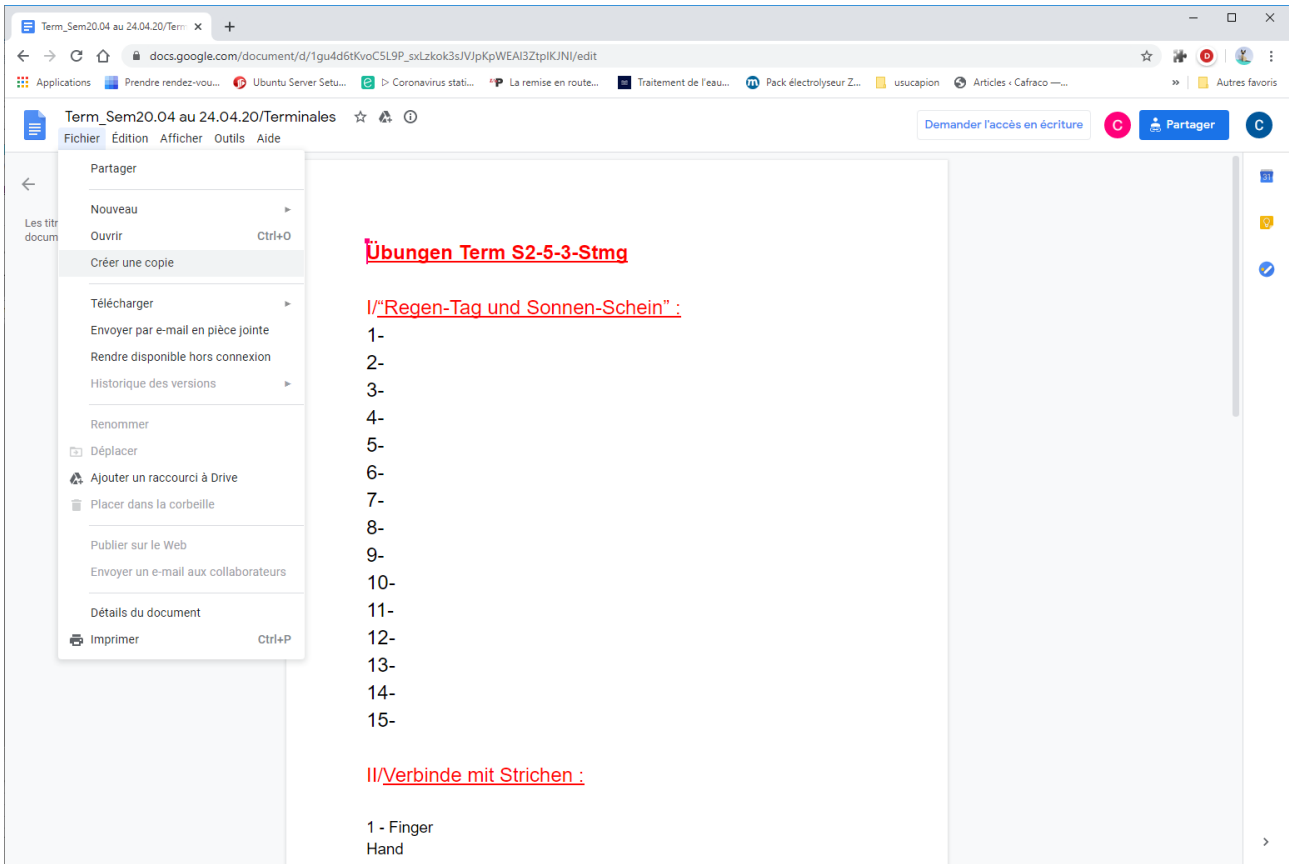 Term_Sem20.04 au 24.04.20/Term
docs.google.com/document/d/1gu4d6tKvoC5L9P_sxLzkok3sJVJpKpWEAI3ZtpIKJNI/edit
D
Applications Prendre rendez-vou... Ubuntu Server Setu... ▷ Coronavirus stati... P La remise en route... Traitement de l'eau... Pack électrolyseur Z... usucapion Articles ‹ Cafraco —... » Autres favoris
Term_Sem20.04 au 24.04.20/Terminales
Fichier Édition Afficher Outils Aide
Demander l'accès en écriture C Partager C
Les titr
docum
Partager
Nouveau
Ouvrir Ctrl+O
Créer une copie
Télécharger
Envoyer par e-mail en pièce jointe
Rendre disponible hors connexion
Historique des versions
Renommer
Déplacer
Ajouter un raccourci à Drive
Placer dans la corbeille
Publier sur le Web
Envoyer un e-mail aux collaborateurs
Détails du document
Imprimer Ctrl+P
Übungen Term S2-5-3-Stmg
I/“Regen-Tag und Sonnen-Schein” :
1-
2-
3-
4-
5-
6-
7-
8-
9-
10-
11-
12-
13-
14-
15-
II/Verbinde mit Strichen :
1 - Finger
Hand
31